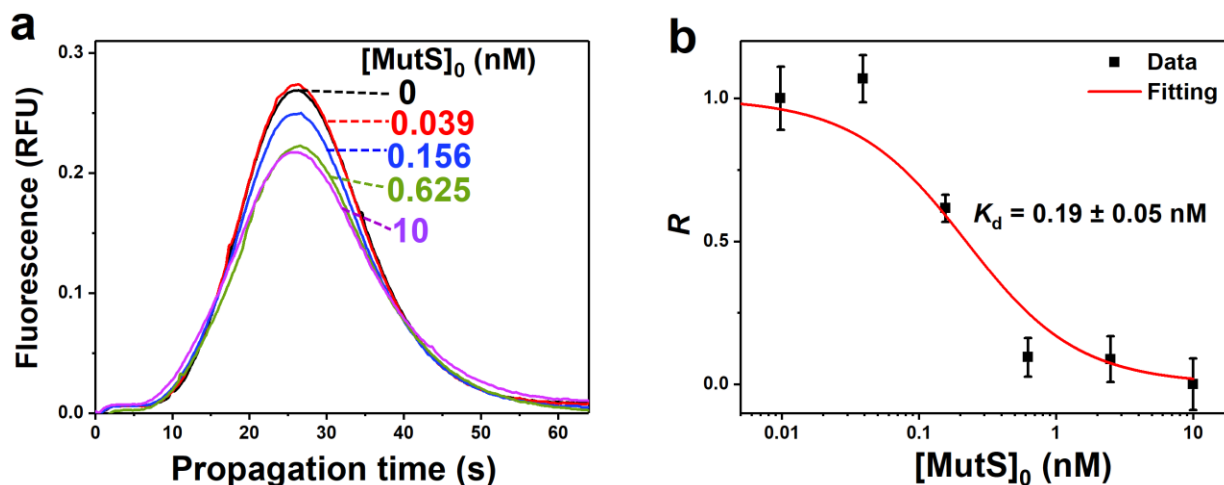 a
0.3
0.2
0.1
0.0
Fluorescence (RFU)
[MutS]₀ (nM)
0
0.039
0.156
0.625
10
0 10 20 30 40 50 60
Propagation time (s)
b
1.0
0.5
0.0
R
Data
Fitting
Kd = 0.19 ± 0.05 nM
0.01 0.1 1 10
[MutS]₀ (nM)